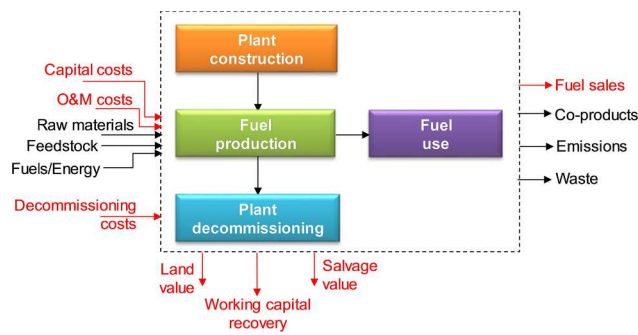 Plant
construction
Capital costs
O&M costs
Raw materials
Feedstock
Fuels/Energy
Fuel
production
Fuel
use
Fuel sales
Co-products
Emissions
Waste
Decommissioning
costs
Plant
decommissioning
Land
value
Working capital
recovery
Salvage
value